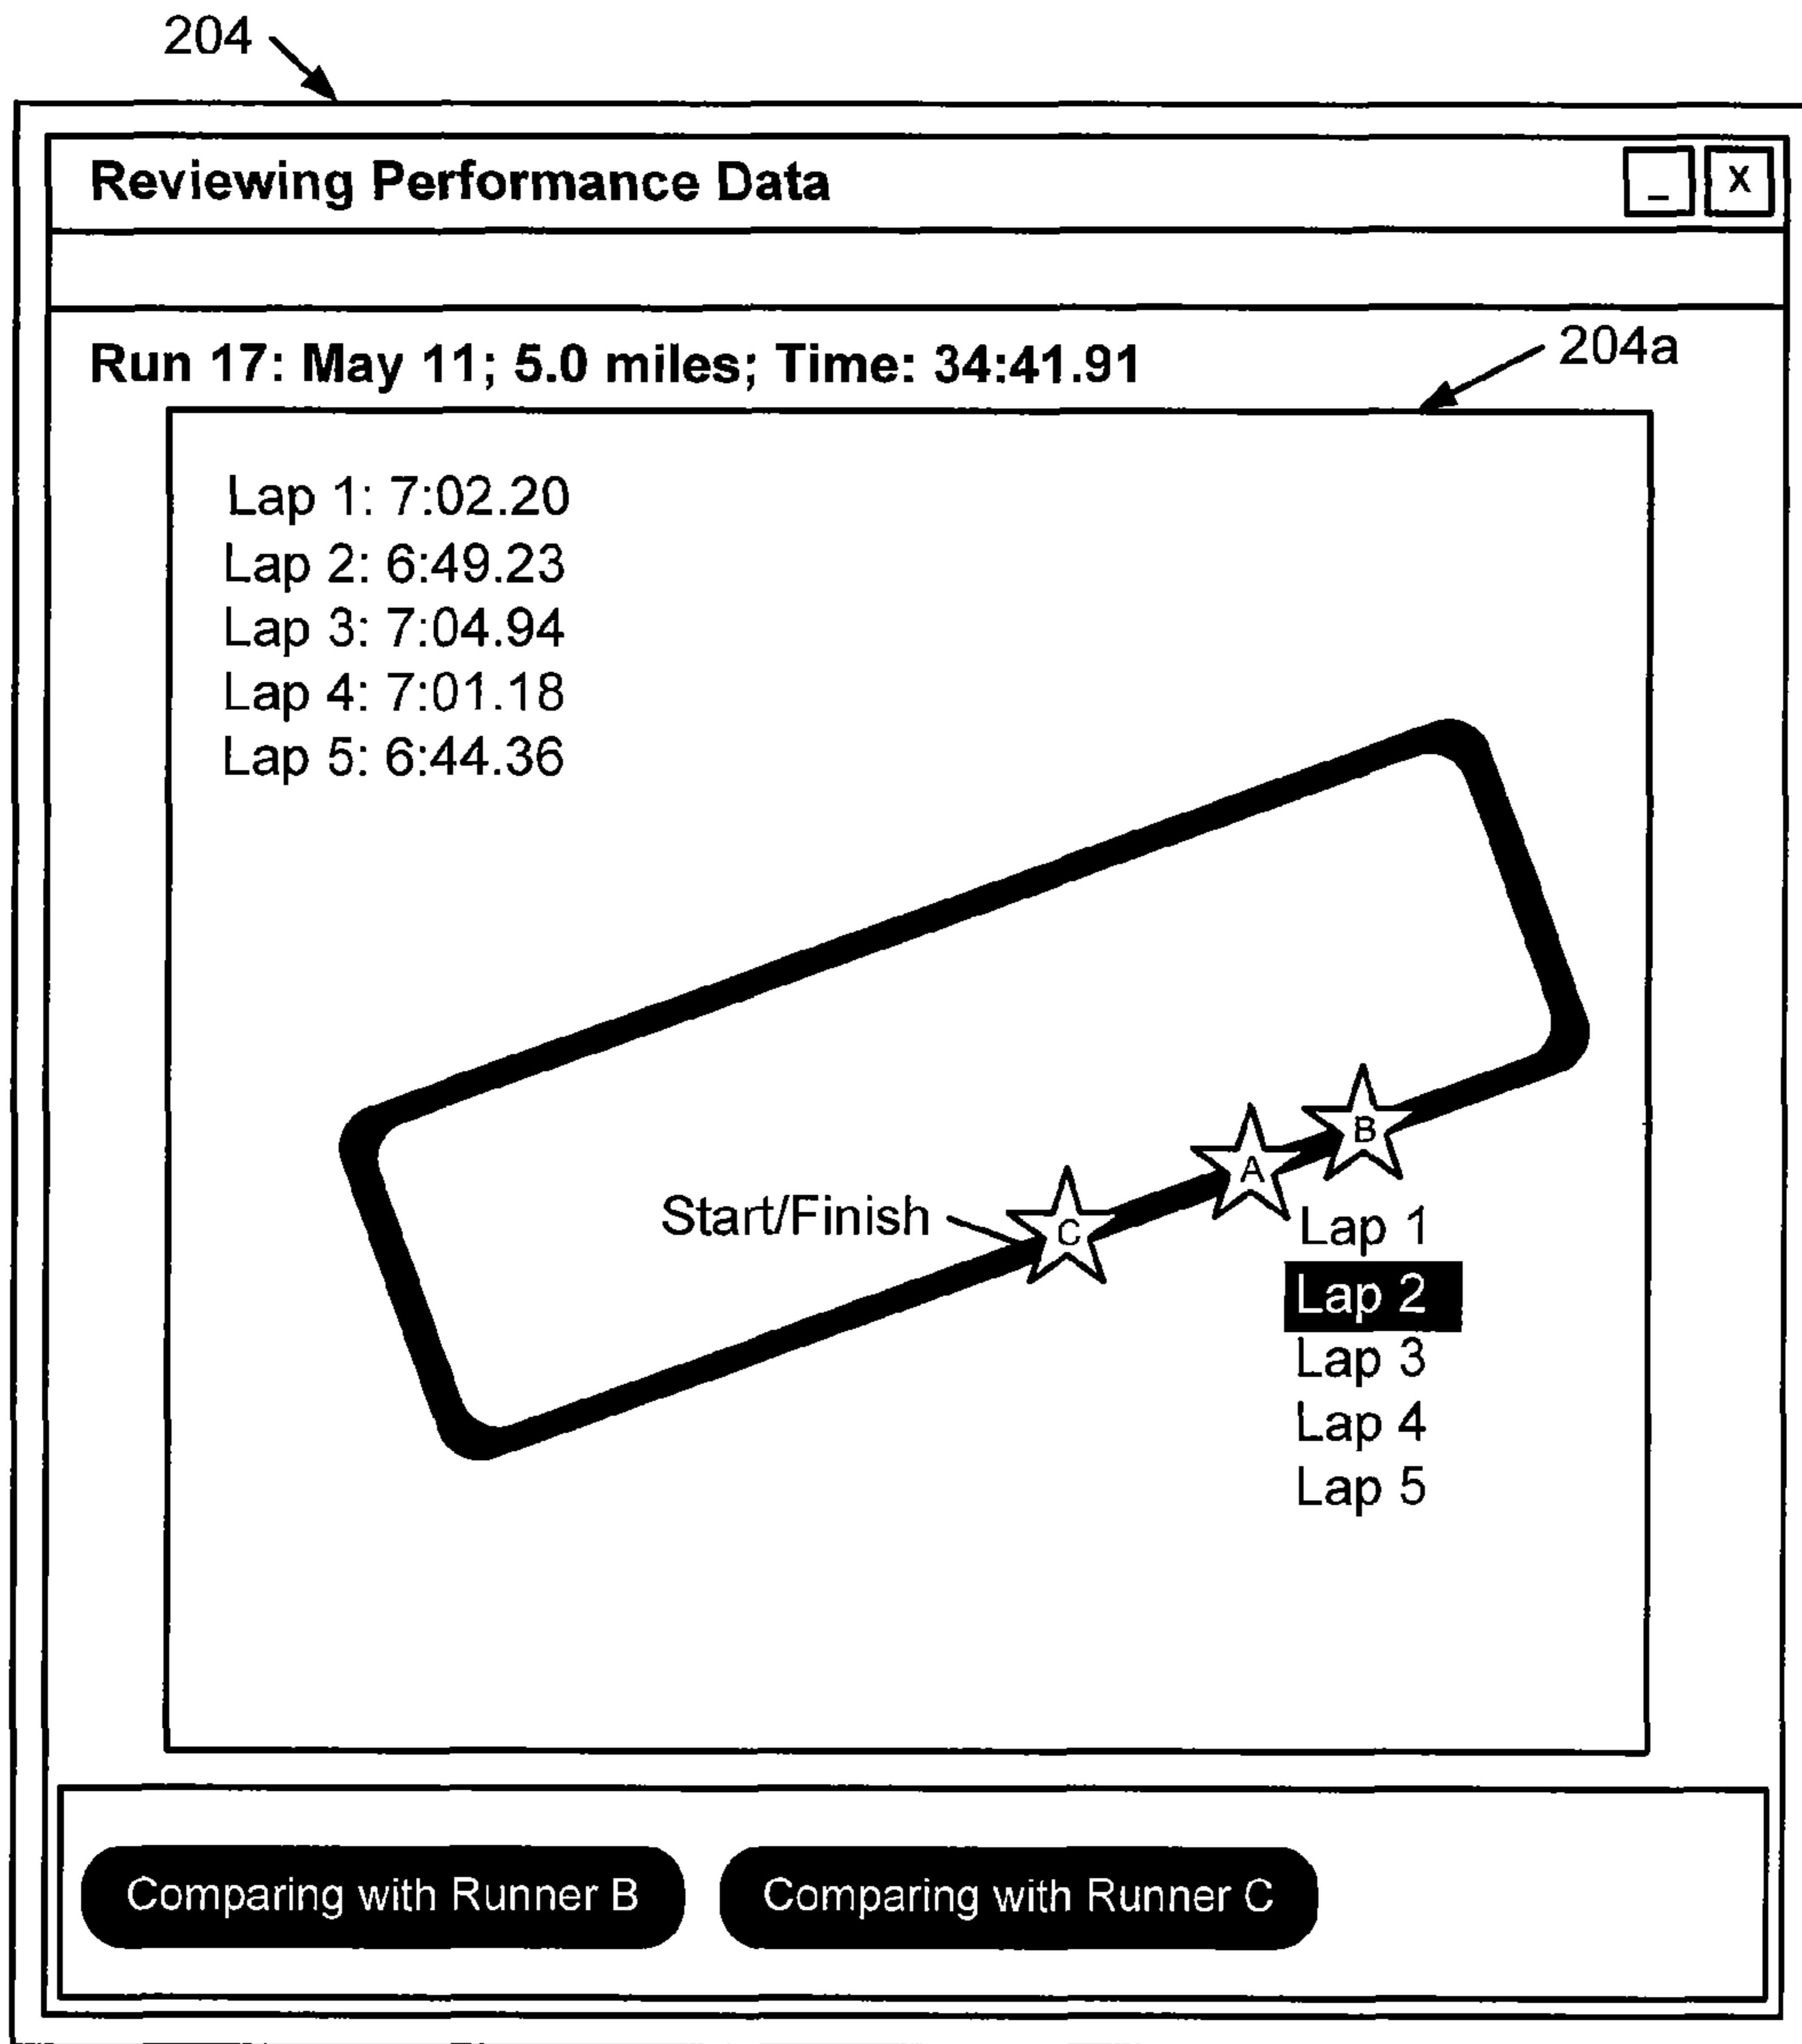 204
Reviewing Performance Data
_ X
Run 17: May 11; 5.0 miles; Time: 34:41.91
204a
Lap 1: 7:02.20
Lap 2: 6:49.23
Lap 3: 7:04.94
Lap 4: 7:01.18
Lap 5: 6:44.36
B
A
Start/Finish
C
Lap 1
Lap 2
Lap 3
Lap 4
Lap 5
Comparing with Runner B
Comparing with Runner C